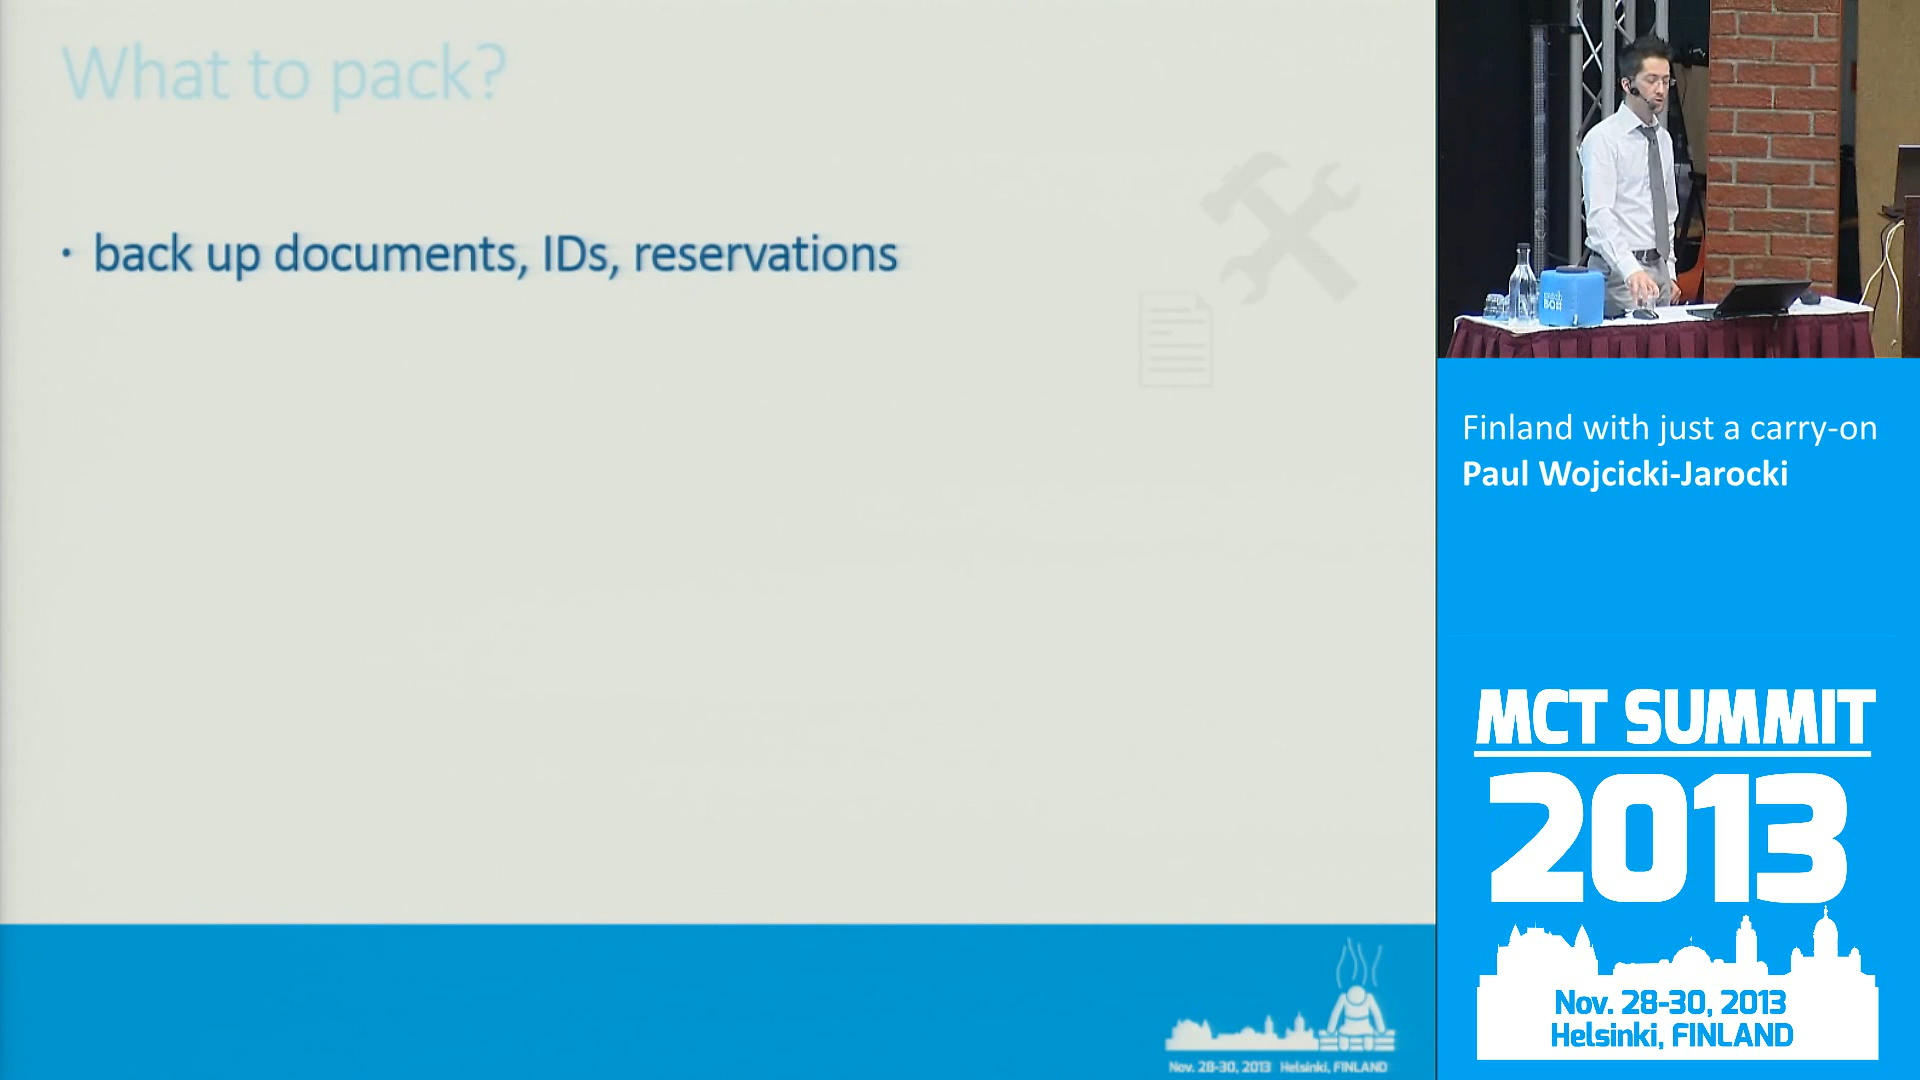 What to pack?
· back up documents, IDs, reservations
Nov. 28-30, 2013 Helsinki, FINLAND
Finland with just a carry-on
Paul Wojcicki-Jarocki
MCT SUMMIT
2013
Nov. 28-30, 2013
Helsinki, FINLAND